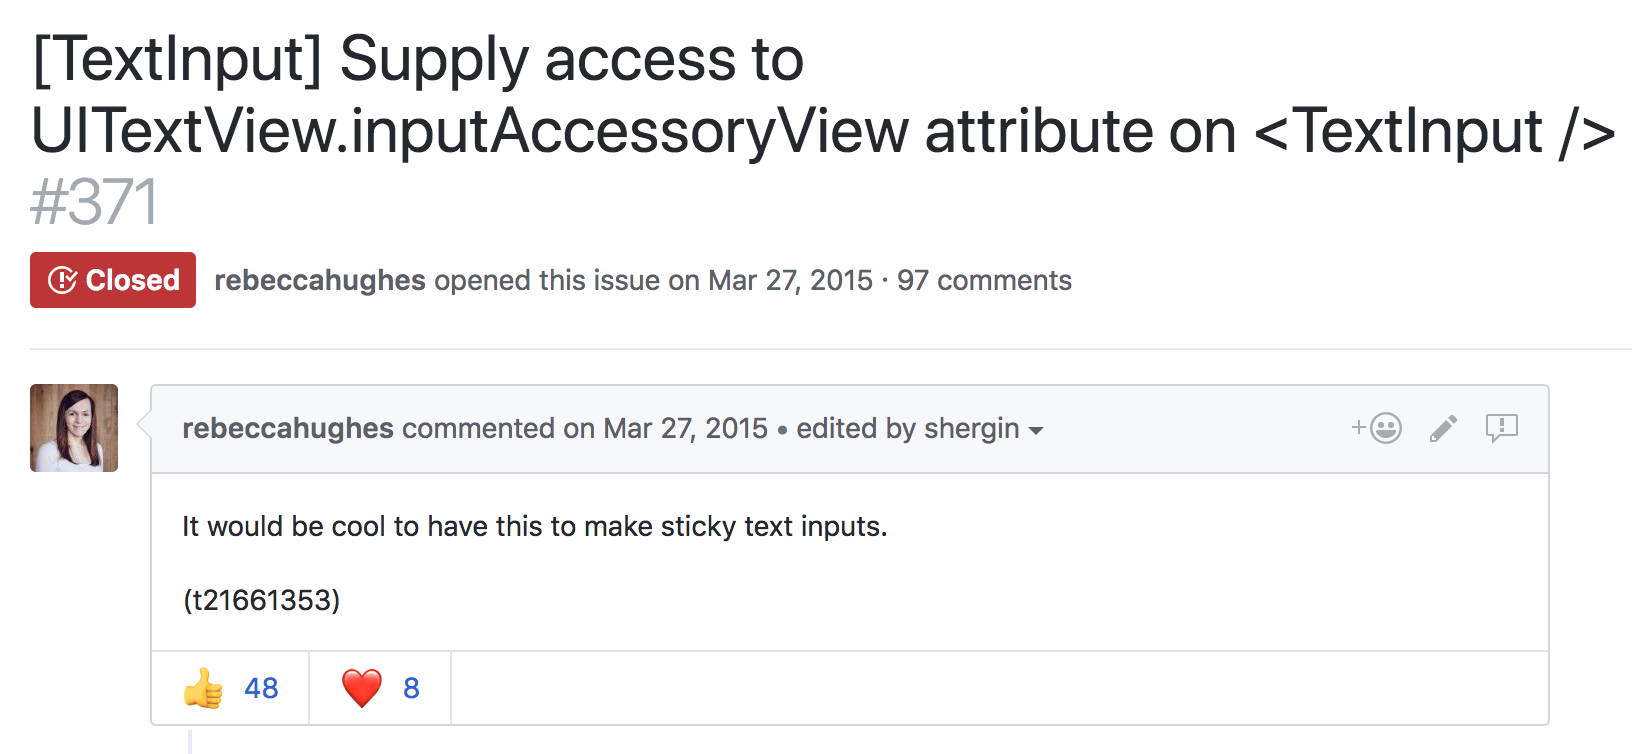 [TextInput] Supply access to
UITextView.inputAccessoryView attribute on <TextInput />
#371
Closed rebeccahughes opened this issue on Mar 27, 2015 · 97 comments
rebeccahughes commented on Mar 27, 2015 • edited by shergin
It would be cool to have this to make sticky text inputs.
(t21661353)
48 8